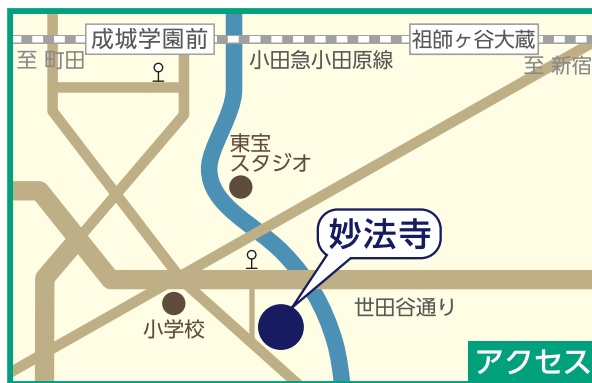 成城学園前
祖師ヶ谷大蔵
至 町田
小田急小田原線
至 新宿
東宝
スタジオ
妙法寺
世田谷通り
小学校
アクセス